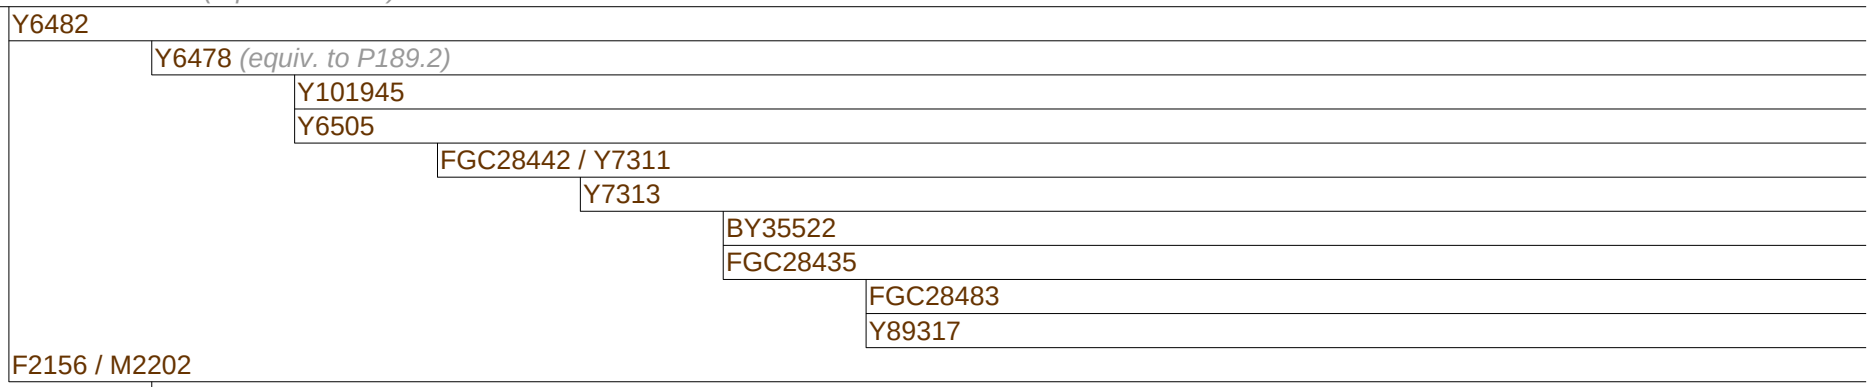 Y6482
Y6478 (equiv. to P189.2)
Y101945
Y6505
FGC28442 / Y7311
Y7313
BY35522
FGC28435
FGC28483
Y89317
F2156 / M2202